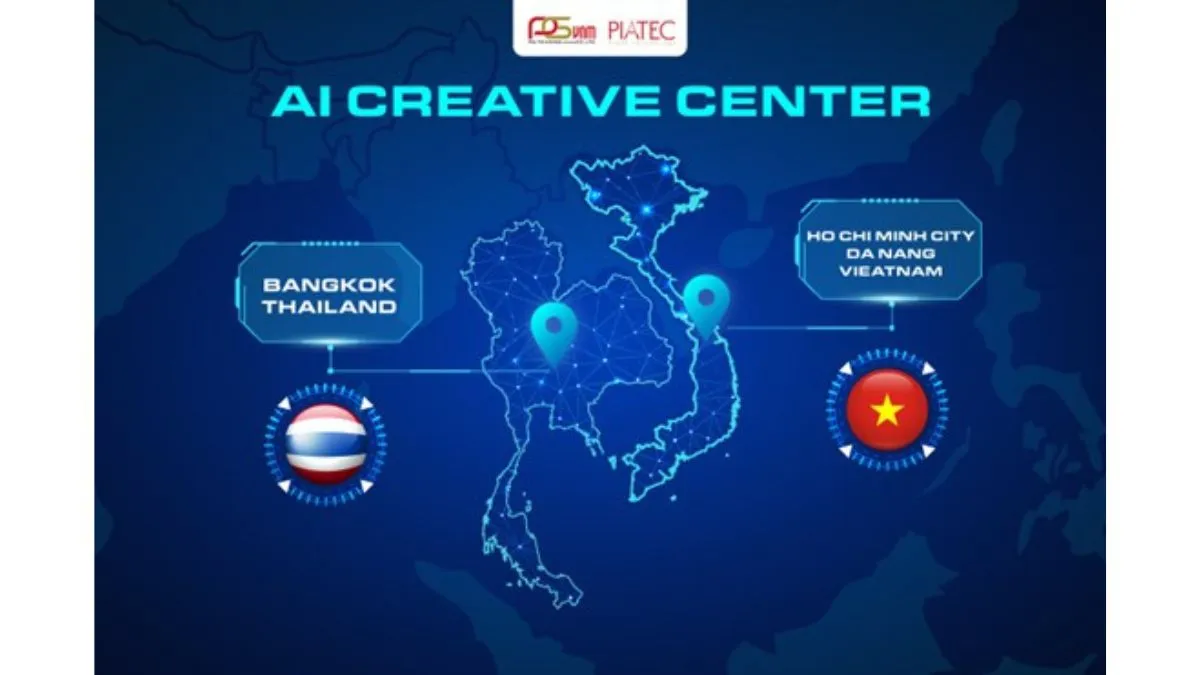 PIATEC
AI CREATIVE CENTER
HO CHI MINH CITY
DA NANG
VIEATNAM
BANGKOK
THAILAND